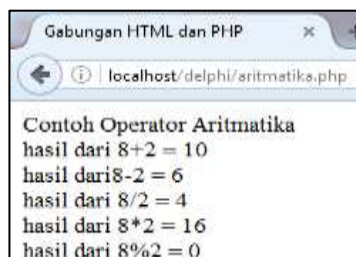 Gabungan HTML dan PHP
localhost/delphi/aritmatika.php
Contoh Operator Aritmatika
hasil dari 8+2 = 10
hasil dari8-2 = 6
hasil dari 8/2 = 4
hasil dari 8*2 = 16
hasil dari 8%2 = 0